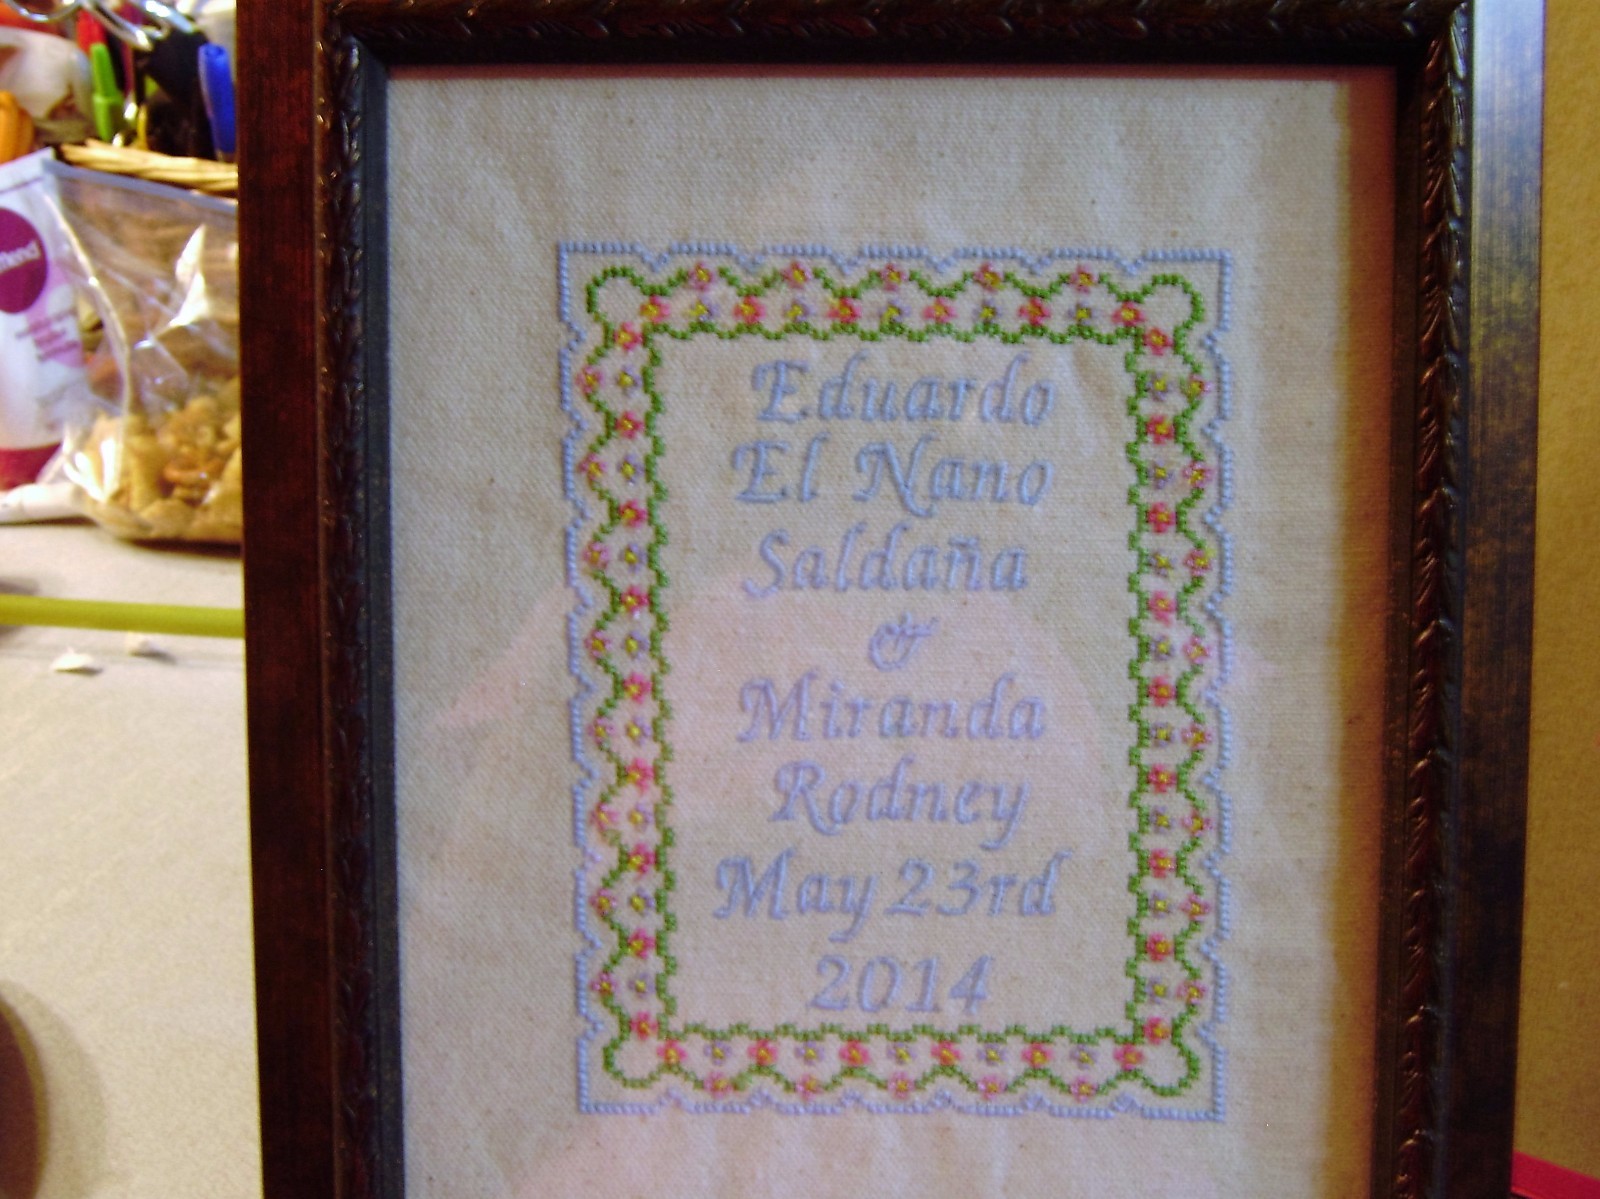 Eduardo
El Nano
Saldaña
&
Miranda
Rodney
May 23rd
2014